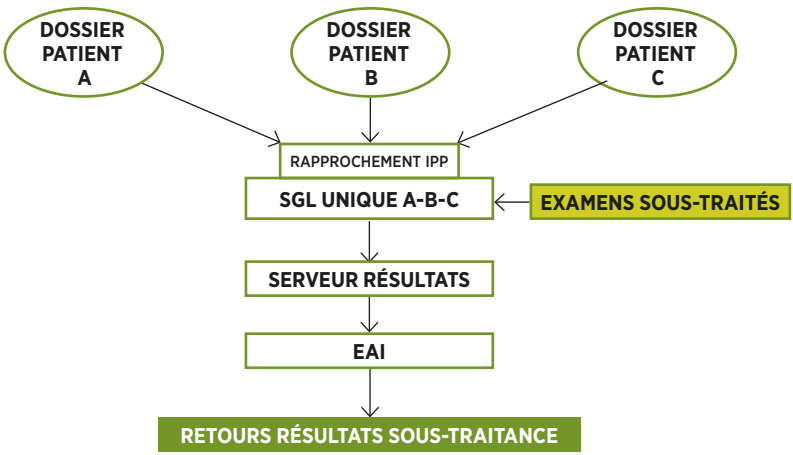 DOSSIER
PATIENT
A
DOSSIER
PATIENT
B
DOSSIER
PATIENT
C
RAPPROCHEMENT IPP
SGL UNIQUE A-B-C
EXAMENS SOUS-TRAITÉS
SERVEUR RÉSULTATS
EAI
RETOURS RÉSULTATS SOUS-TRAITANCE